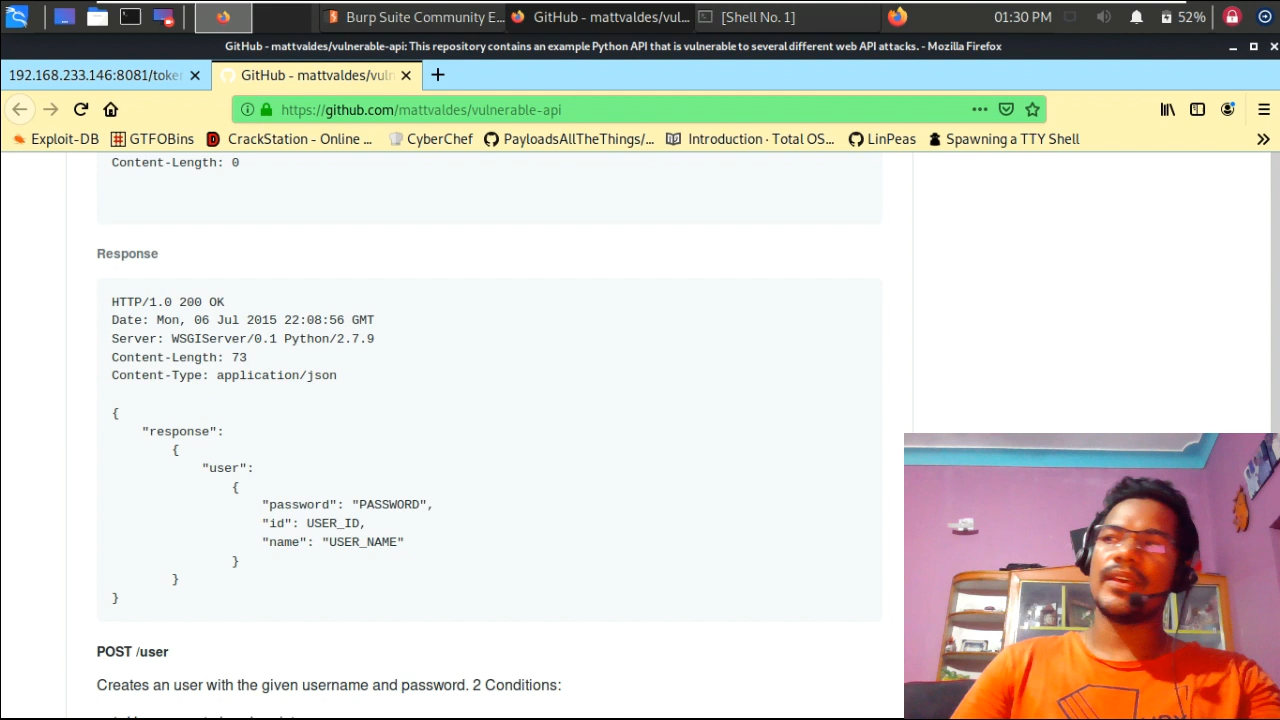 Burp Suite Community E...
GitHub - mattvaldes/vul...
[Shell No. 1]
01:30 PM
52%
GitHub - mattvaldes/vulnerable-api: This repository contains an example Python API that is vulnerable to several different web API attacks. - Mozilla Firefox
192.168.233.146:8081/toke
GitHub - mattvaldes/vuln
https://github.com/mattvaldes/vulnerable-api
Exploit-DB
GTFOBins
CrackStation - Online ...
CyberChef
PayloadsAllTheThings/...
Introduction · Total OS...
LinPeas
Spawning a TTY Shell
Content-Length: 0
Response
HTTP/1.0 200 OK
Date: Mon, 06 Jul 2015 22:08:56 GMT
Server: WSGIServer/0.1 Python/2.7.9
Content-Length: 73
Content-Type: application/json
{
"response":
{
"user":
{
"password": "PASSWORD",
"id": USER_ID,
"name": "USER_NAME"
}
}
}
POST /user
Creates an user with the given username and password. 2 Conditions: